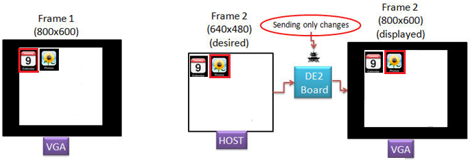 Frame 1
(800x600)
9
VGA
Frame 2
(640x480)
(desired)
9
HOST
Sending only changes
DE2
Board
Frame 2
(800x600)
(displayed)
9
VGA